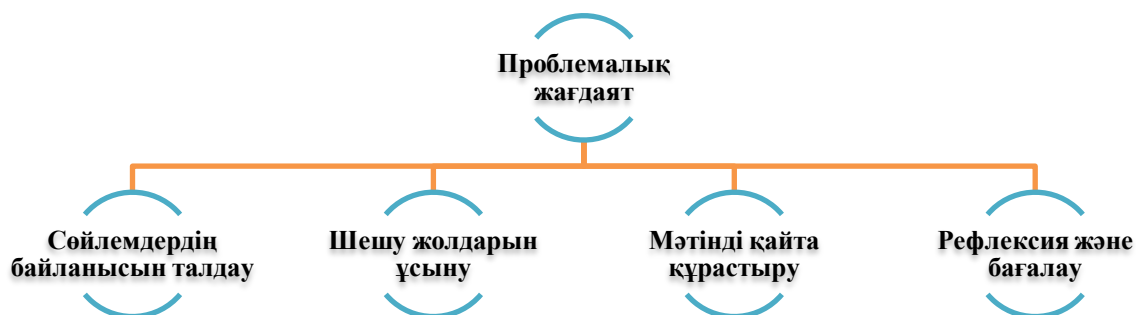 Проблемалық
жағдаят
Сөйлемдердің
байланысын талдау
Шешу жолдарын
ұсыну
Мәтінді қайта
құрастыру
Рефлексия және
бағалау